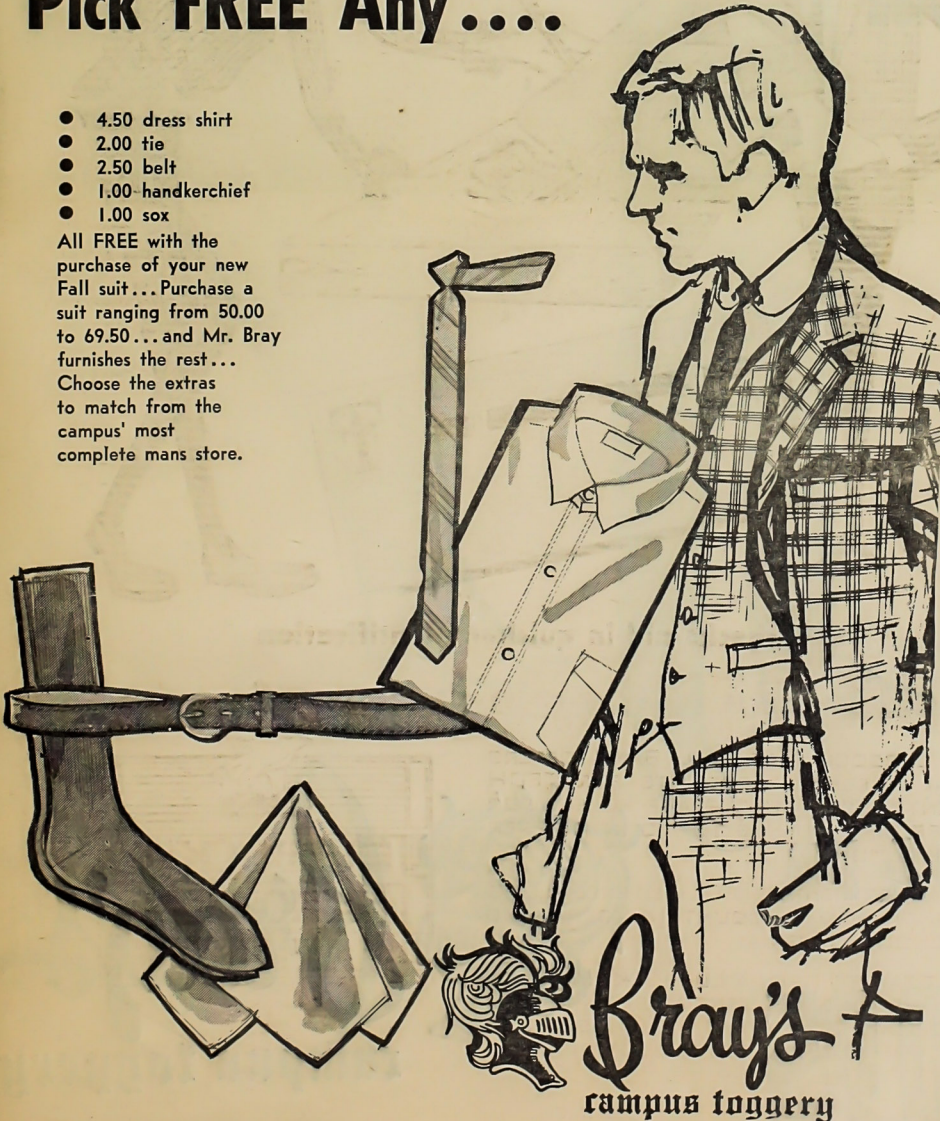 Pick FREE Any....
● 4.50 dress shirt
● 2.00 tie
● 2.50 belt
● 1.00 handkerchief
● 1.00 sox
All FREE with the
purchase of your new
Fall suit...Purchase a
suit ranging from 50.00
to 69.50...and Mr. Bray
furnishes the rest...
Choose the extras
to match from the
campus' most
complete mans store.
Bray's
campus toggery